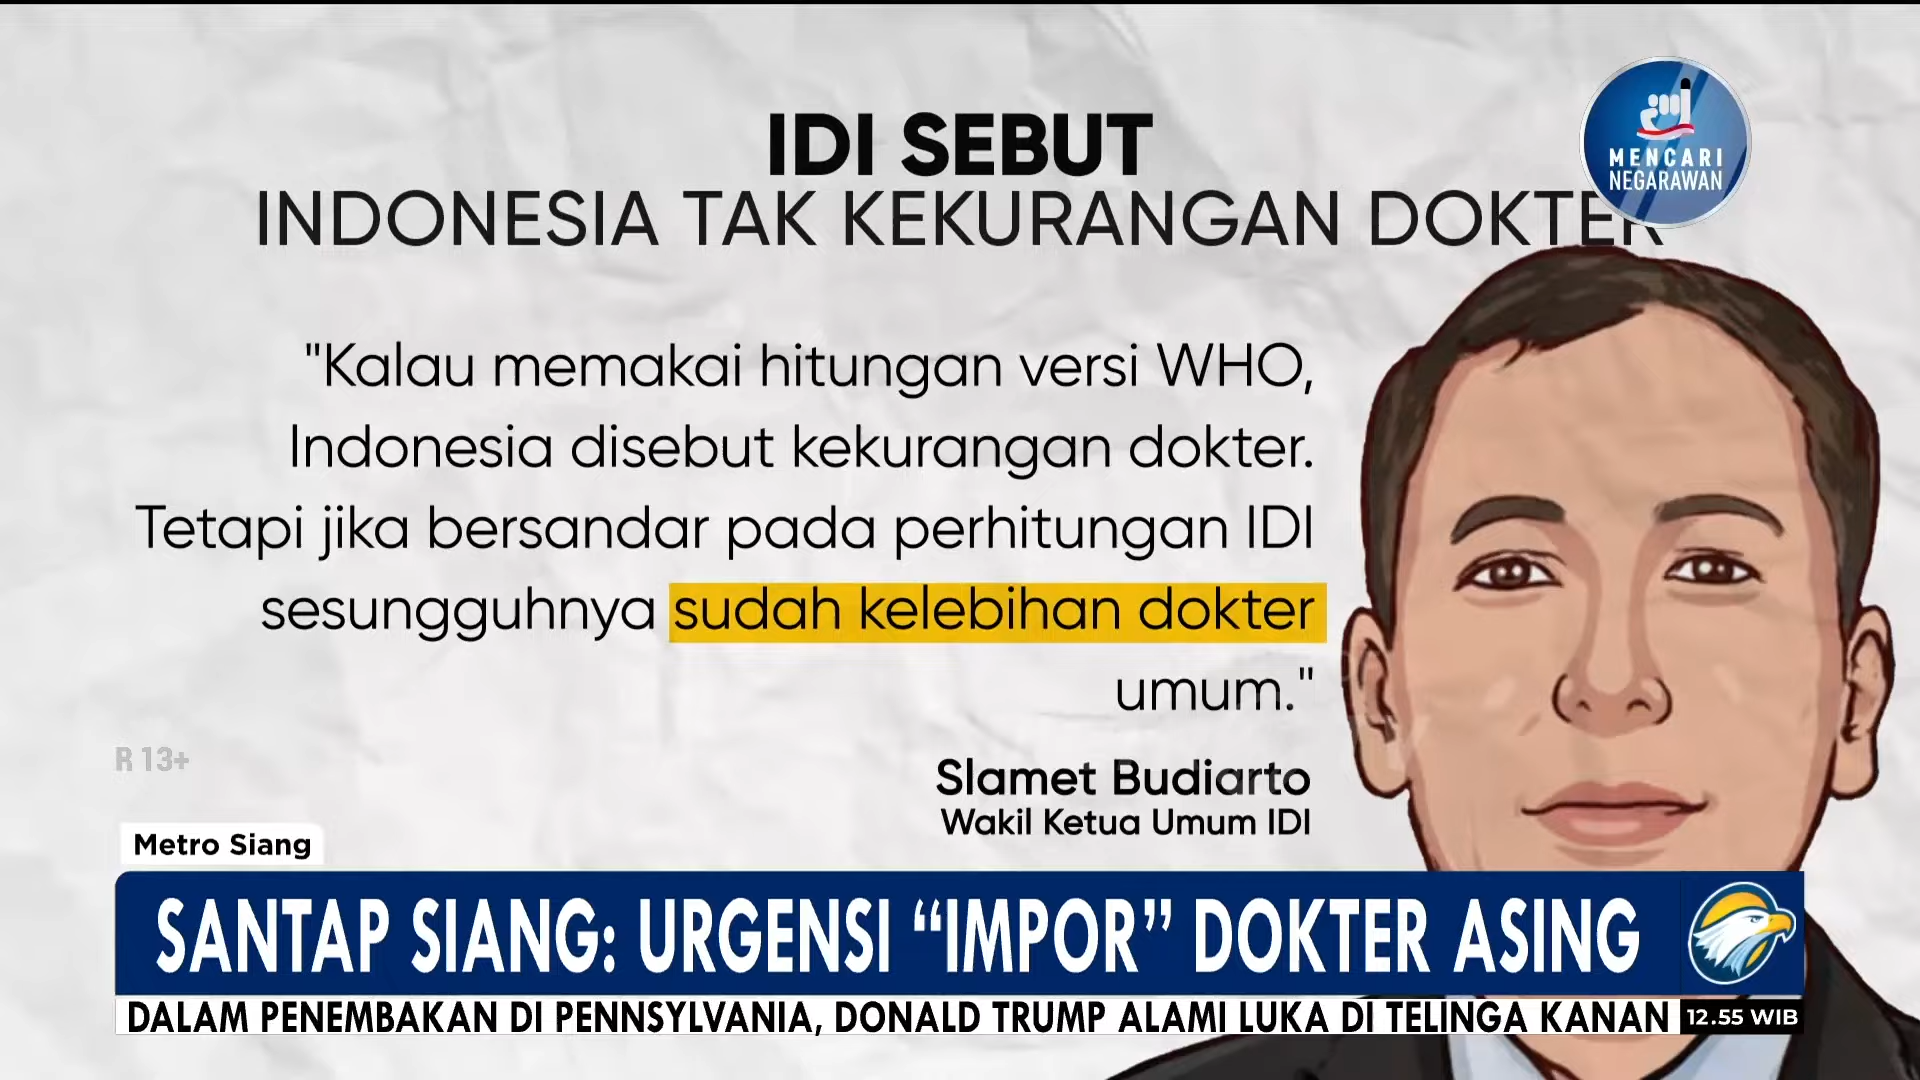 MENCARI
NEGARAWAN
IDI SEBUT
INDONESIA TAK KEKURANGAN DOKTER
"Kalau memakai hitungan versi WHO,
Indonesia disebut kekurangan dokter.
Tetapi jika bersandar pada perhitungan IDI
sesungguhnya sudah kelebihan dokter
umum."
Slamet Budiarto
Wakil Ketua Umum IDI
R 13+
Metro Siang
SANTAP SIANG: URGENSI “IMPOR” DOKTER ASING
DALAM PENEMBAKAN DI PENNSYLVANIA, DONALD TRUMP ALAMI LUKA DI TELINGA KANAN
12.55 WIB